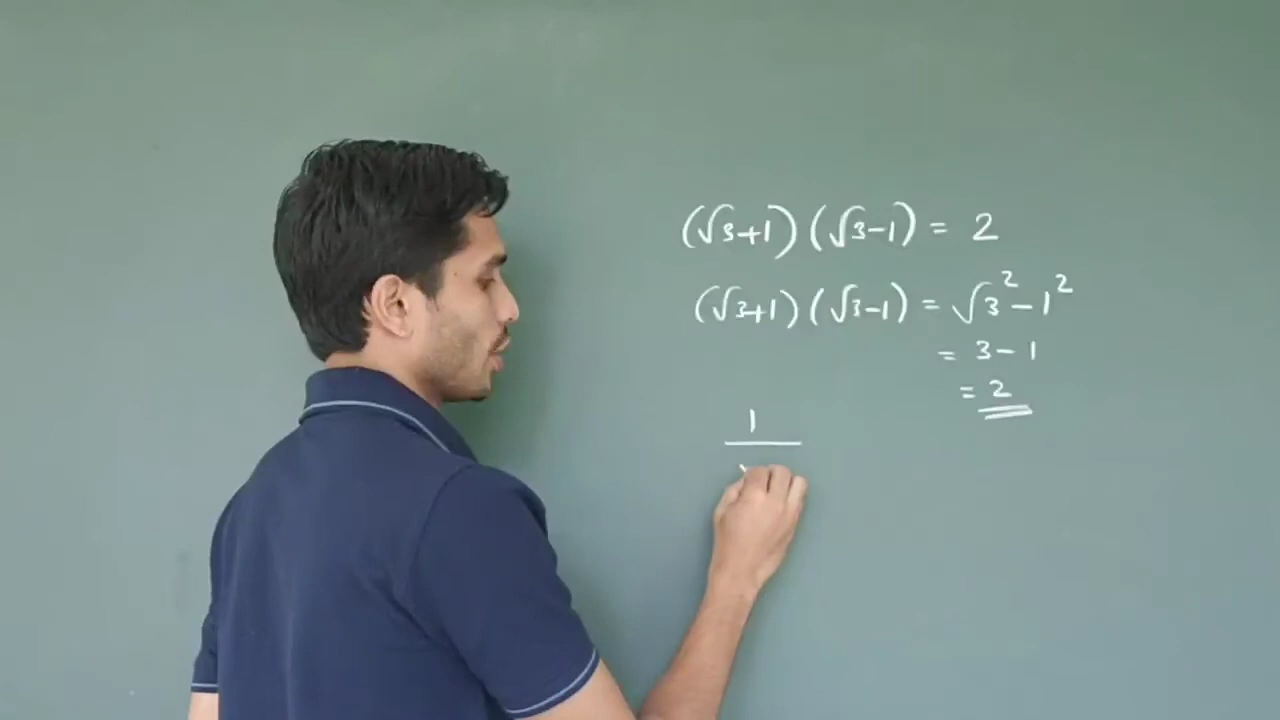 (√3+1)(√3-1) = 2
(√3+1)(√3-1) = √3² - 1²
= 3 - 1
= 2
1